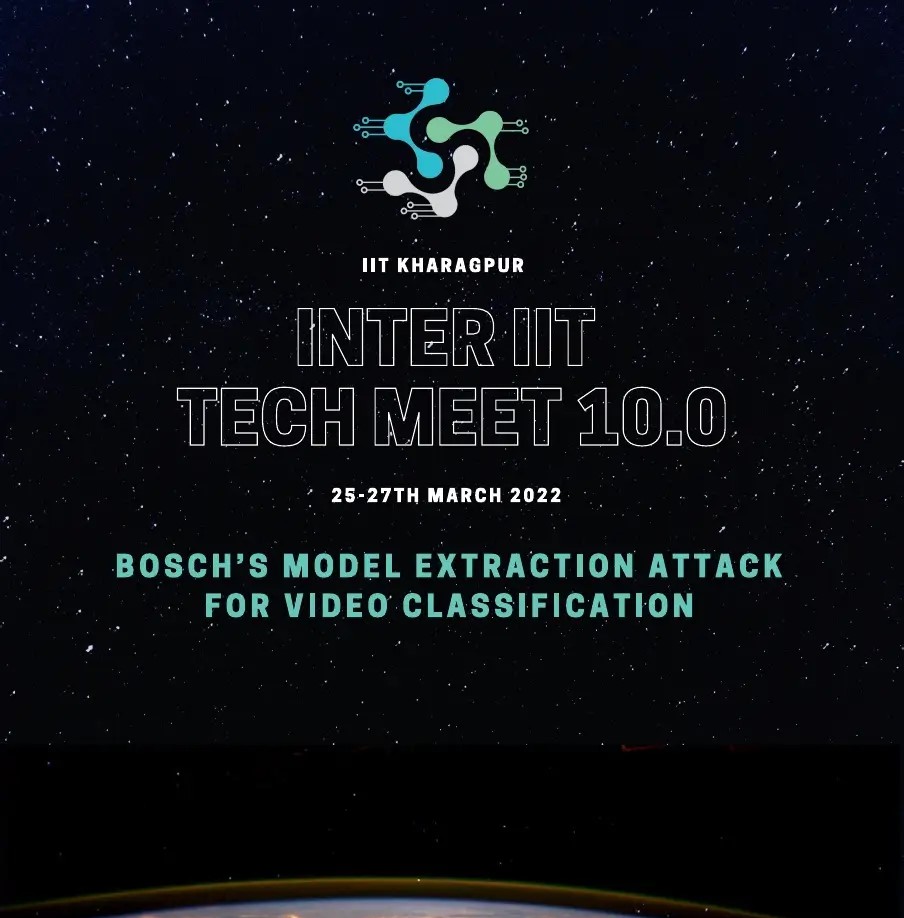 IIT KHARAGPUR
INTER IIT
TECH MEET 10.0
25-27TH MARCH 2022
BOSCH'S MODEL EXTRACTION ATTACK
FOR VIDEO CLASSIFICATION